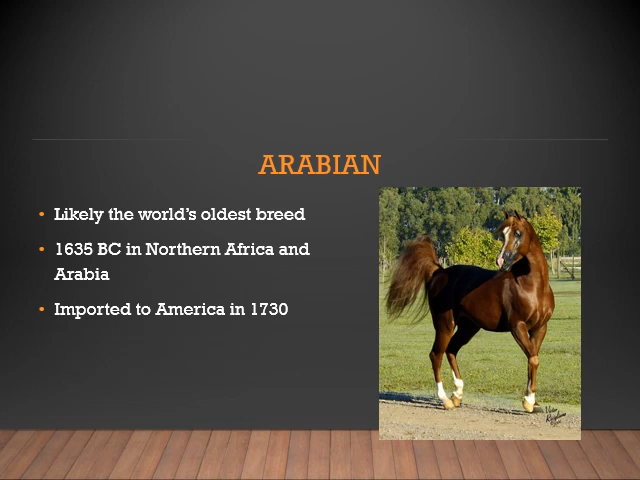 ARABIAN
• Likely the world's oldest breed
• 1635 BC in Northern Africa and
Arabia
• Imported to America in 1730